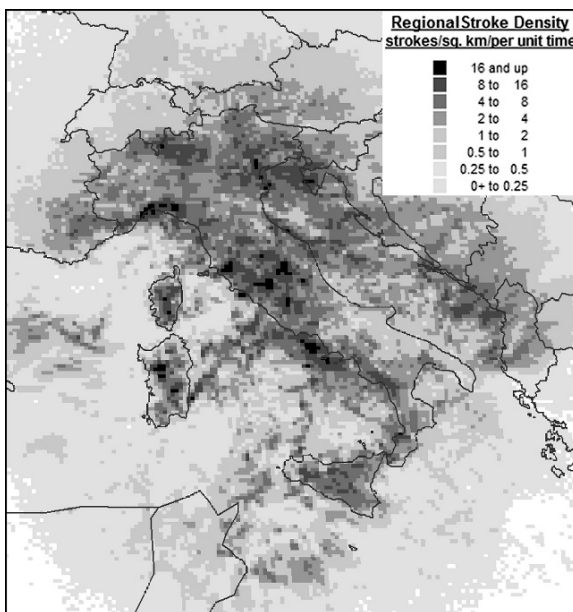 Regional Stroke Density
strokes/sq. km/per unit time
16 and up
8 to 16
4 to 8
2 to 4
1 to 2
0.5 to 1
0.25 to 0.5
0+ to 0.25